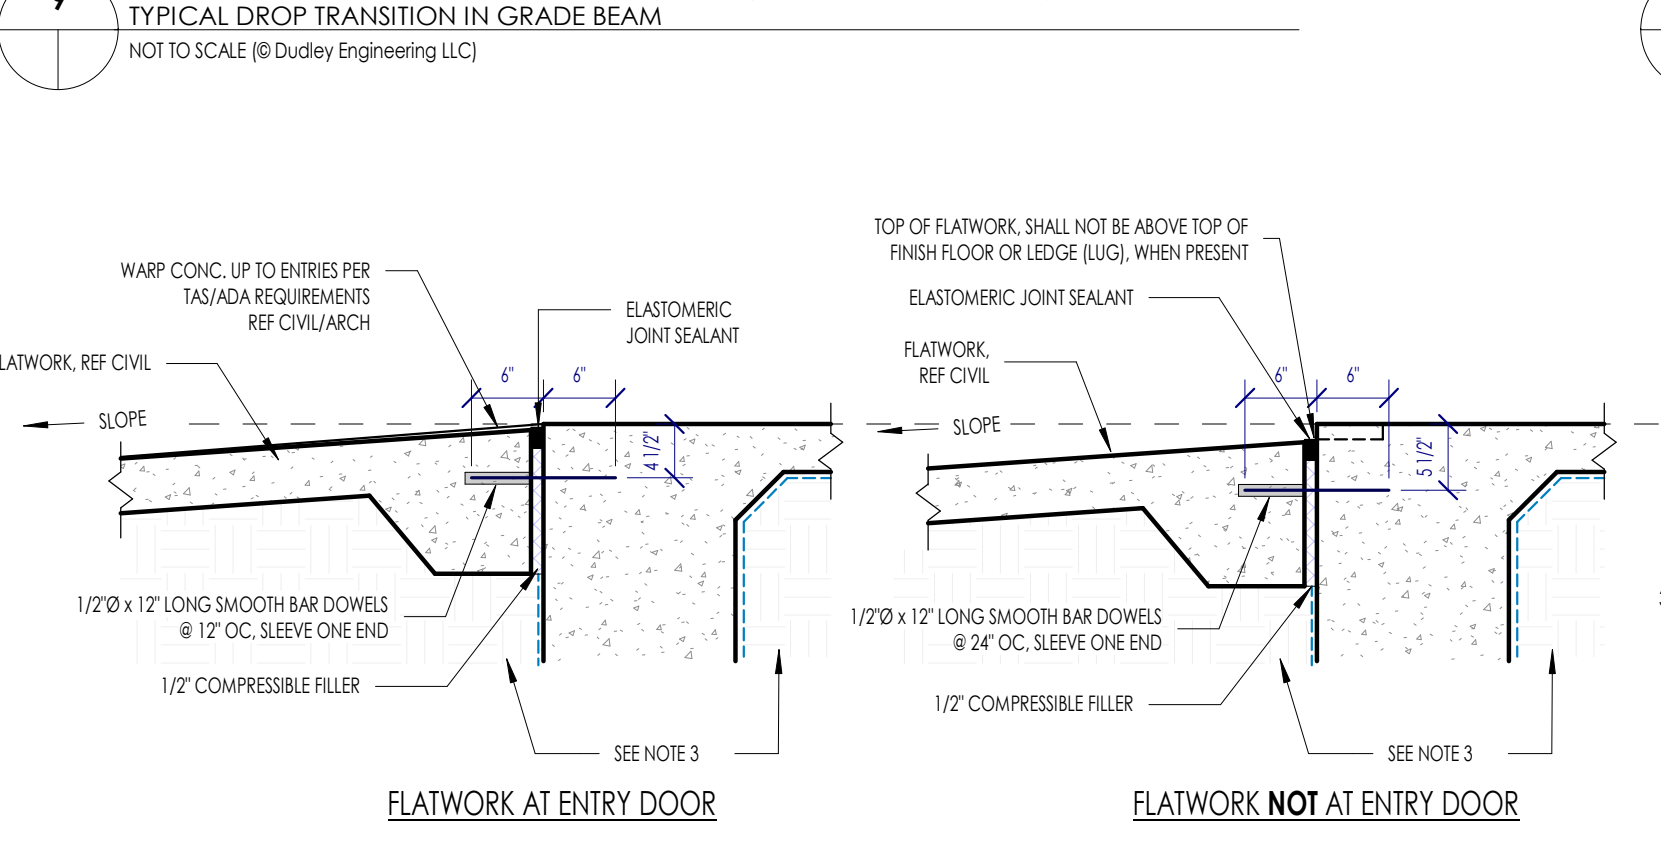 TYPICAL DROP TRANSITION IN GRADE BEAM
NOT TO SCALE (© Dudley Engineering LLC)
WARP CONC. UP TO ENTRIES PER
TAS/ADA REQUIREMENTS
REF CIVIL/ARCH
ELASTOMERIC
JOINT SEALANT
LATWORK, REF CIVIL
6"
6"
SLOPE
4 1/2"
1/2"Ø x 12" LONG SMOOTH BAR DOWELS
@ 12" OC, SLEEVE ONE END
1/2" COMPRESSIBLE FILLER
SEE NOTE 3
FLATWORK AT ENTRY DOOR
TOP OF FLATWORK, SHALL NOT BE ABOVE TOP OF
FINISH FLOOR OR LEDGE (LUG), WHEN PRESENT
ELASTOMERIC JOINT SEALANT
FLATWORK,
REF CIVIL
6"
6"
SLOPE
5 1/2"
1/2"Ø x 12" LONG SMOOTH BAR DOWELS
@ 24" OC, SLEEVE ONE END
1/2" COMPRESSIBLE FILLER
SEE NOTE 3
FLATWORK NOT AT ENTRY DOOR